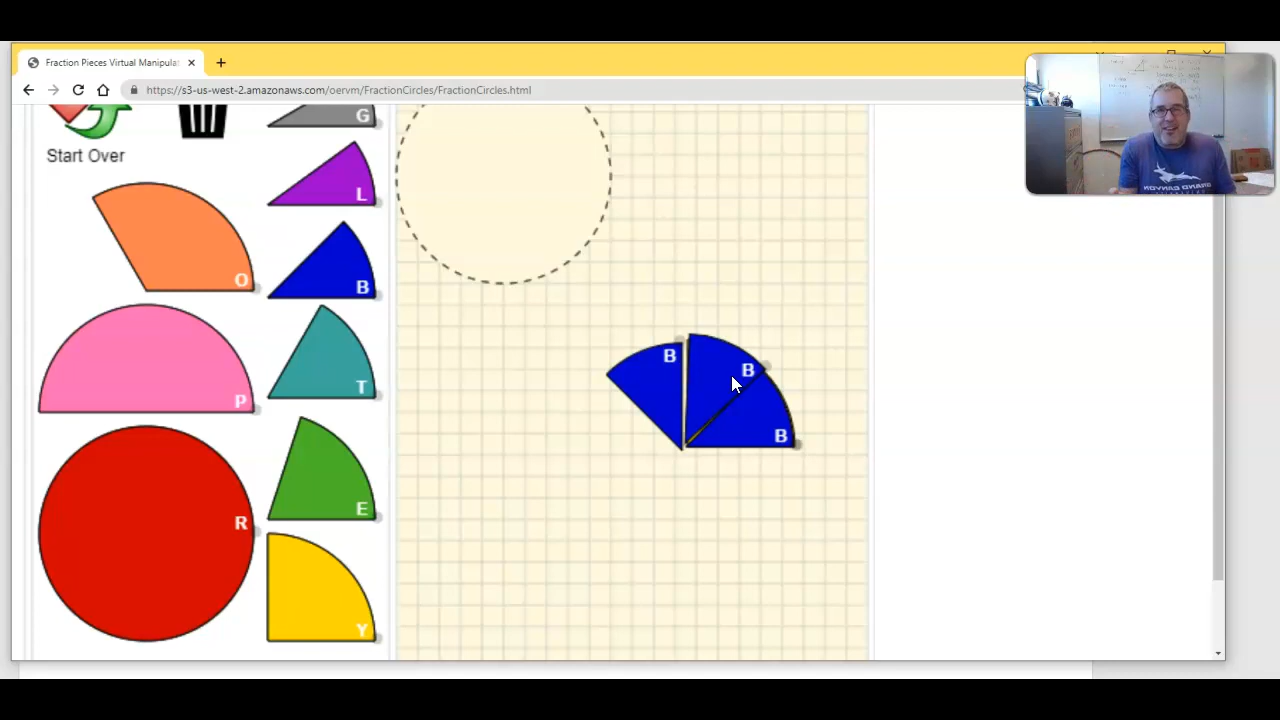 Fraction Pieces Virtual Manipula
https://s3-us-west-2.amazonaws.com/oervm/FractionCircles/FractionCircles.html
Start Over
G
L
O
B
P
T
R
E
Y
B
B
B